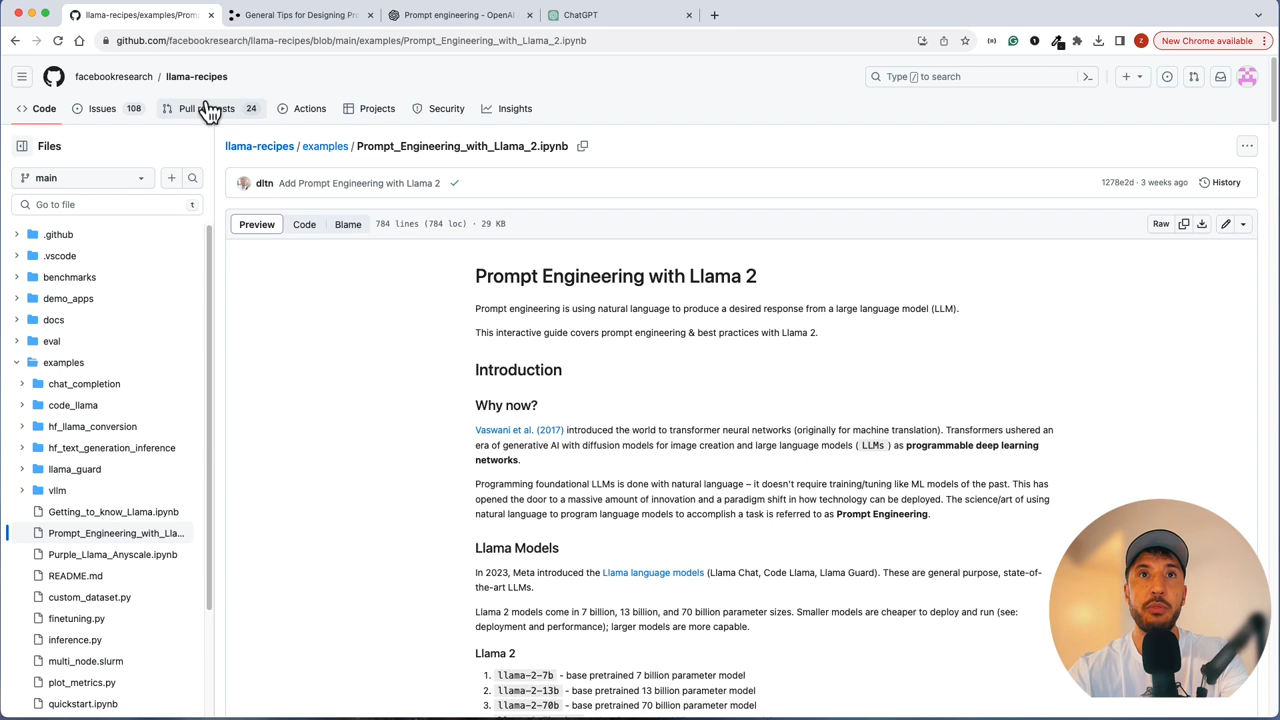 llama-recipes/examples/Prom
General Tips for Designing Pro
Prompt engineering - OpenAI
ChatGPT
github.com/facebookresearch/llama-recipes/blob/main/examples/Prompt_Engineering_with_Llama_2.ipynb
New Chrome available
facebookresearch / llama-recipes
Type / to search
Code
Issues 108
Pull requests 24
Actions
Projects
Security
Insights
Files
llama-recipes / examples / Prompt_Engineering_with_Llama_2.ipynb
main
dltn Add Prompt Engineering with Llama 2
1278e2d · 3 weeks ago
History
Go to file
t
Preview
Code
Blame
784 lines (784 loc) · 29 KB
Raw
.github
.vscode
benchmarks
demo_apps
docs
eval
examples
chat_completion
code_llama
hf_llama_conversion
hf_text_generation_inference
llama_guard
vllm
Getting_to_know_Llama.ipynb
Prompt_Engineering_with_Lla...
Purple_Llama_Anyscale.ipynb
README.md
custom_dataset.py
finetuning.py
inference.py
multi_node.slurm
plot_metrics.py
quickstart.ipynb
Prompt Engineering with Llama 2
Prompt engineering is using natural language to produce a desired response from a large language model (LLM).
This interactive guide covers prompt engineering & best practices with Llama 2.
Introduction
Why now?
Vaswani et al. (2017) introduced the world to transformer neural networks (originally for machine translation). Transformers ushered an
era of generative AI with diffusion models for image creation and large language models ( LLMs ) as programmable deep learning
networks.
Programming foundational LLMs is done with natural language – it doesn't require training/tuning like ML models of the past. This has
opened the door to a massive amount of innovation and a paradigm shift in how technology can be deployed. The science/art of using
natural language to program language models to accomplish a task is referred to as Prompt Engineering.
Llama Models
In 2023, Meta introduced the Llama language models (Llama Chat, Code Llama, Llama Guard). These are general purpose, state-of-
the-art LLMs.
Llama 2 models come in 7 billion, 13 billion, and 70 billion parameter sizes. Smaller models are cheaper to deploy and run (see:
deployment and performance); larger models are more capable.
Llama 2
1. llama-2-7b - base pretrained 7 billion parameter model
2. llama-2-13b - base pretrained 13 billion parameter model
3. llama-2-70b - base pretrained 70 billion parameter model